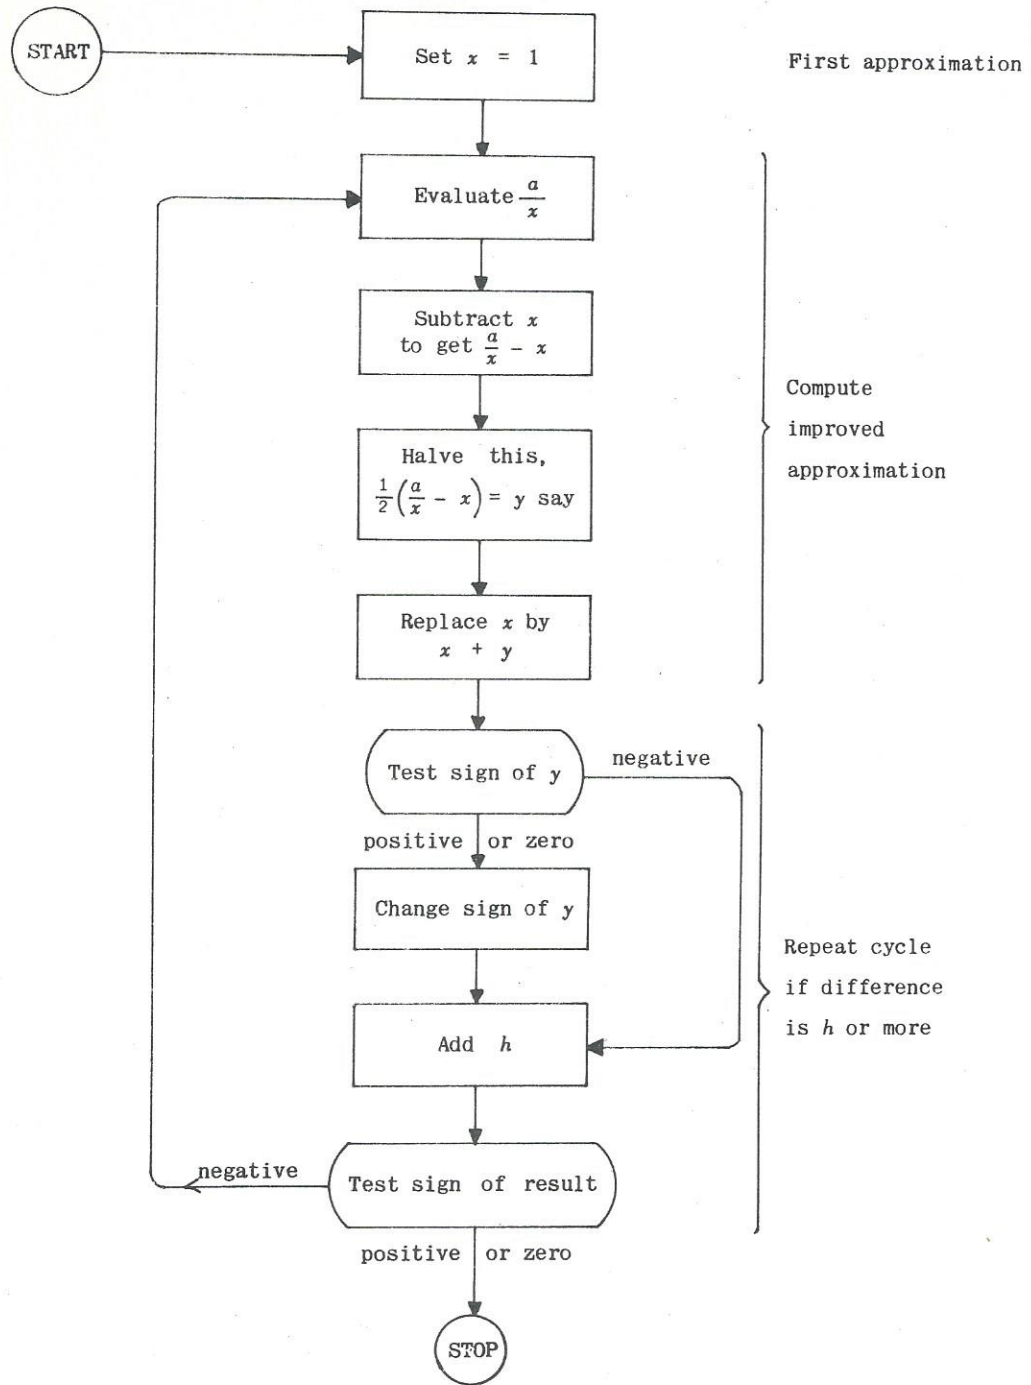 START
Set x = 1
First approximation
Evaluate a/x
Subtract x
to get a/x - x
Halve this,
1/2(a/x - x) = y say
Compute
improved
approximation
Replace x by
x + y
Test sign of y
negative
positive or zero
Change sign of y
Repeat cycle
if difference
is h or more
Add h
negative
Test sign of result
positive or zero
STOP